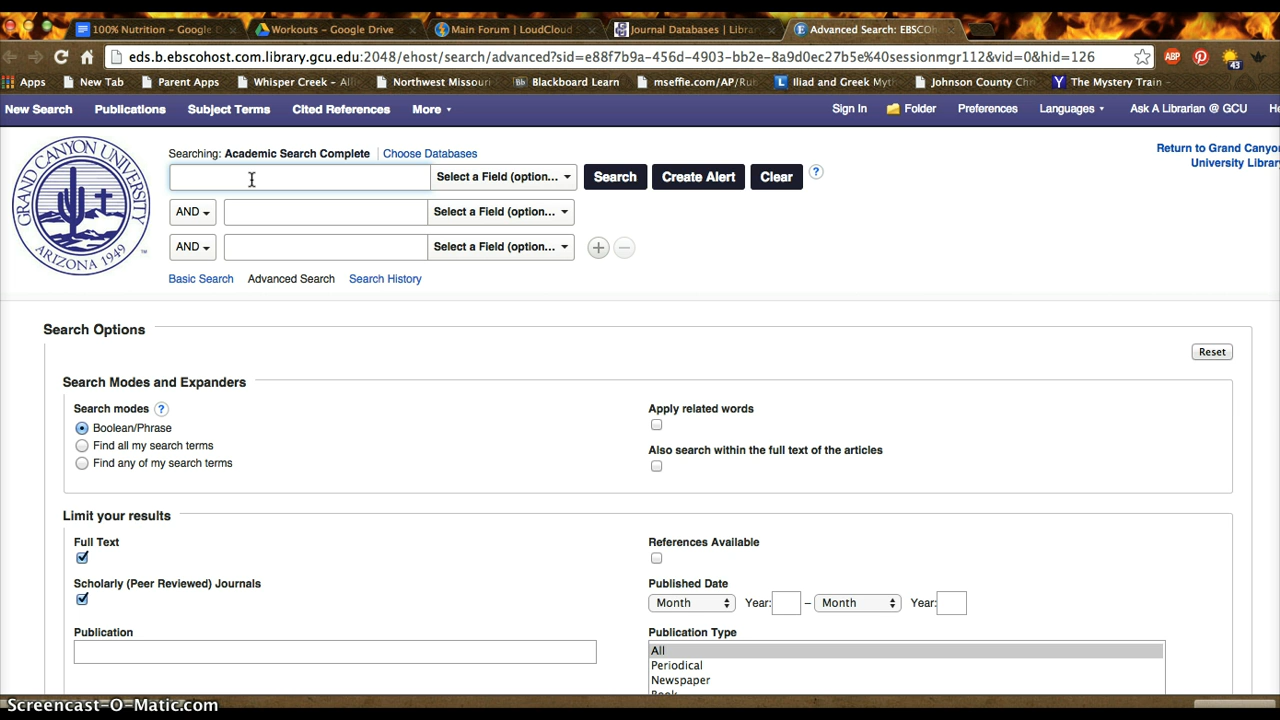 100% Nutrition - Google D
Workouts - Google Drive
Main Forum | LoudCloud S
Journal Databases | Libra
Advanced Search: EBSCOh
eds.b.ebscohost.com.library.gcu.edu:2048/ehost/search/advanced?sid=e88f7b9a-456d-4903-bb2e-8a9d0ec27b5e%40sessionmgr112&vid=0&hid=126
ABP
43
Apps
New Tab
Parent Apps
Whisper Creek - Al
Northwest Missouri
Bb Blackboard Learn
mseffie.com/AP/Ru
Iliad and Greek Myth
Johnson County Chr
The Mystery Tra
New Search
Publications
Subject Terms
Cited References
More
Sign In
Folder
Preferences
Languages
Ask A Librarian @ GCU
He
GRAND CANYON UNIVERSITY
ARIZONA 1949
™
Searching: Academic Search Complete
Choose Databases
Return to Grand Canyon
University Library
Select a Field (option...
Search
Create Alert
Clear
?
AND
Select a Field (option...
AND
Select a Field (option...
+
−
Basic Search
Advanced Search
Search History
Search Options
Reset
Search Modes and Expanders
Search modes ?
Boolean/Phrase
Find all my search terms
Find any of my search terms
Apply related words
Also search within the full text of the articles
Limit your results
Full Text
Scholarly (Peer Reviewed) Journals
Publication
References Available
Published Date
Month Year: – Month Year:
Publication Type
All
Periodical
Newspaper
Book
Screencast-O-Matic.com